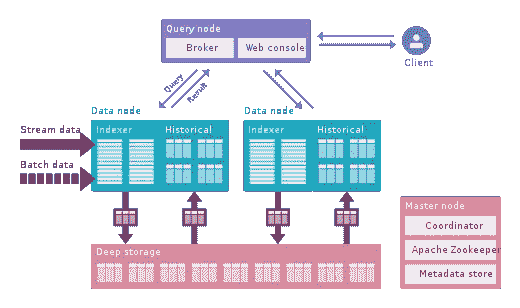 Query node
Broker
Web console
Client
Query
Result
Data node
Data node
Stream data
Indexer
Historical
Indexer
Historical
Batch data
Master node
Coordinator
Apache Zookeeper
Metadata store
Deep storage